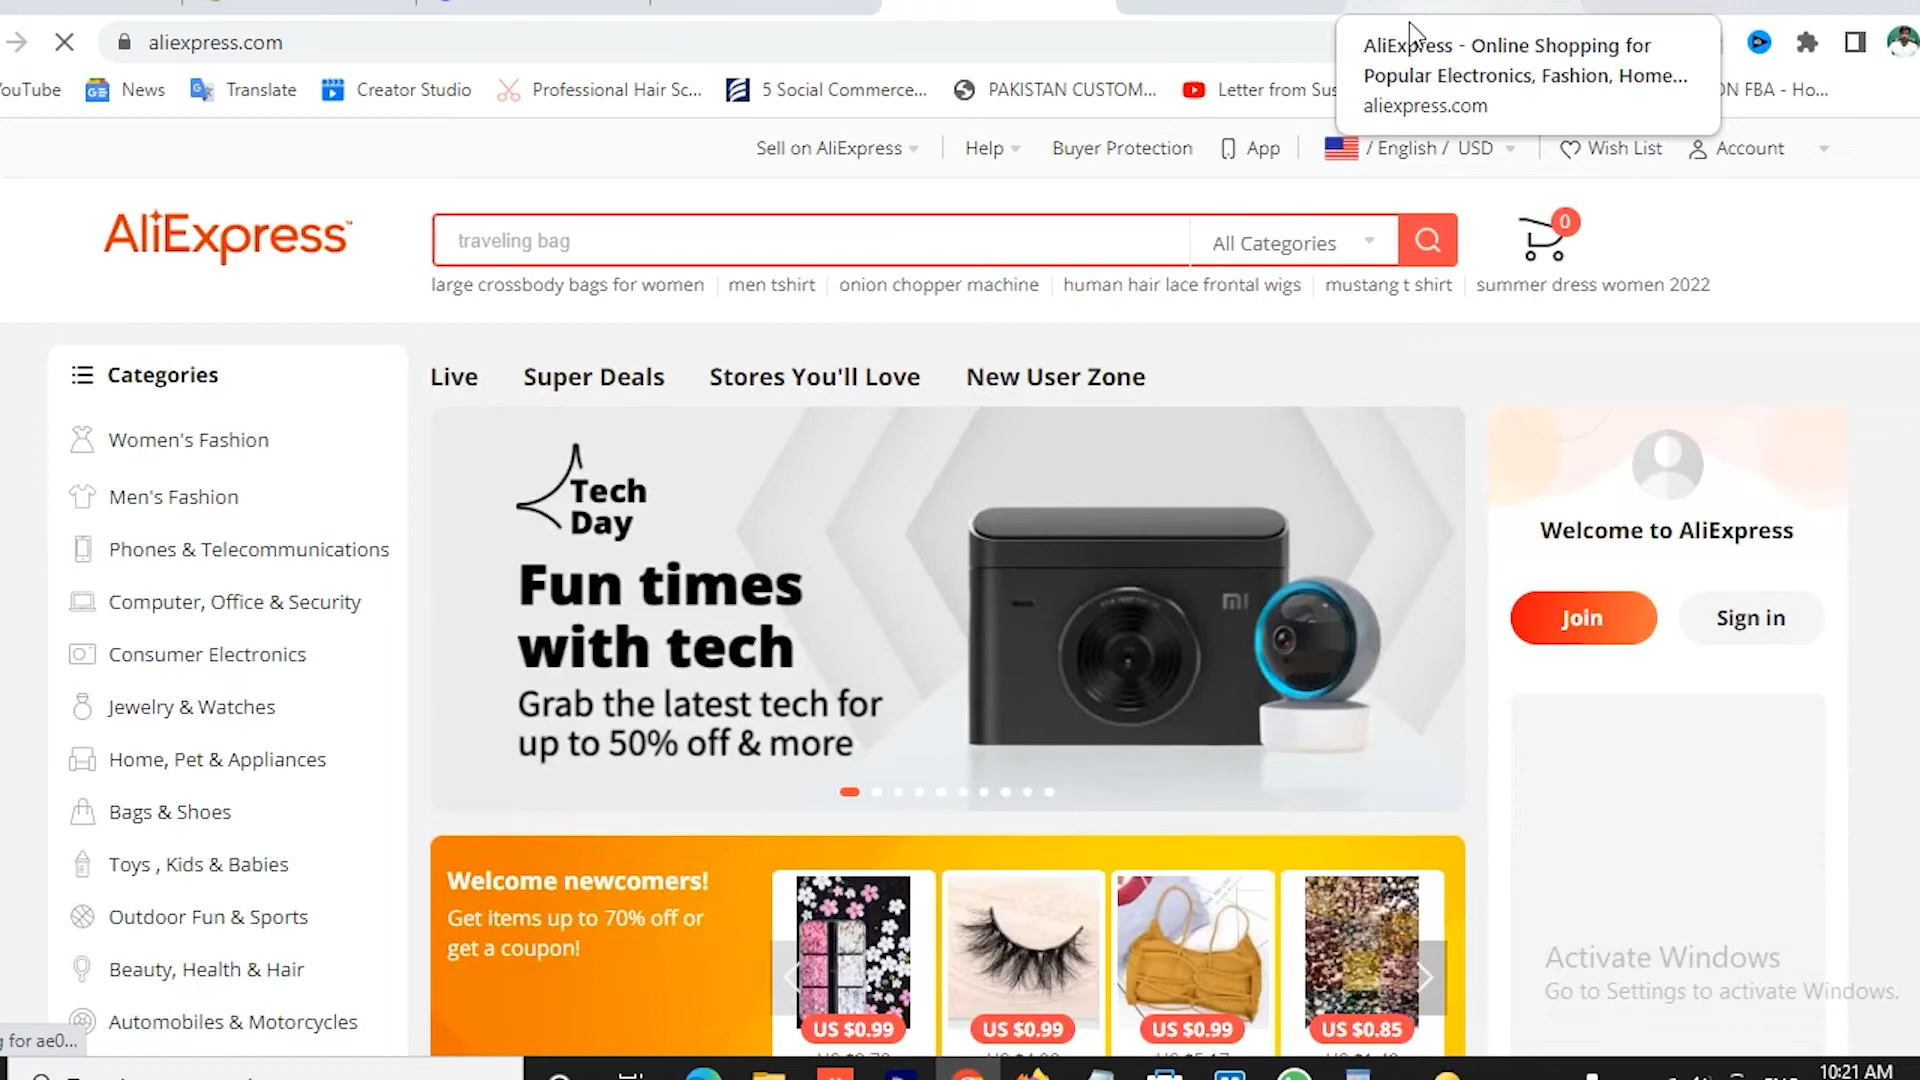 aliexpress.com
AliExpress - Online Shopping for
Popular Electronics, Fashion, Home...
aliexpress.com
News
Translate
Creator Studio
Professional Hair Sc...
5 Social Commerce...
PAKISTAN CUSTOM...
Letter from
FBA - Ho...
Sell on AliExpress
Help
Buyer Protection
App
/ English / USD
Wish List
Account
AliExpress™
traveling bag
All Categories
0
large crossbody bags for women
men tshirt
onion chopper machine
human hair lace frontal wigs
mustang t shirt
summer dress women 2022
Categories
Women's Fashion
Men's Fashion
Phones & Telecommunications
Computer, Office & Security
Consumer Electronics
Jewelry & Watches
Home, Pet & Appliances
Bags & Shoes
Toys , Kids & Babies
Outdoor Fun & Sports
Beauty, Health & Hair
Automobiles & Motorcycles
Live
Super Deals
Stores You'll Love
New User Zone
Tech
Day
Fun times
with tech
Grab the latest tech for
up to 50% off & more
mi
Welcome to AliExpress
Join
Sign in
Welcome newcomers!
Get items up to 70% off or
get a coupon!
US $0.99
US $0.99
US $0.99
US $0.85
Activate Windows
Go to Settings to activate Windows.
for ae0...
10:21 AM